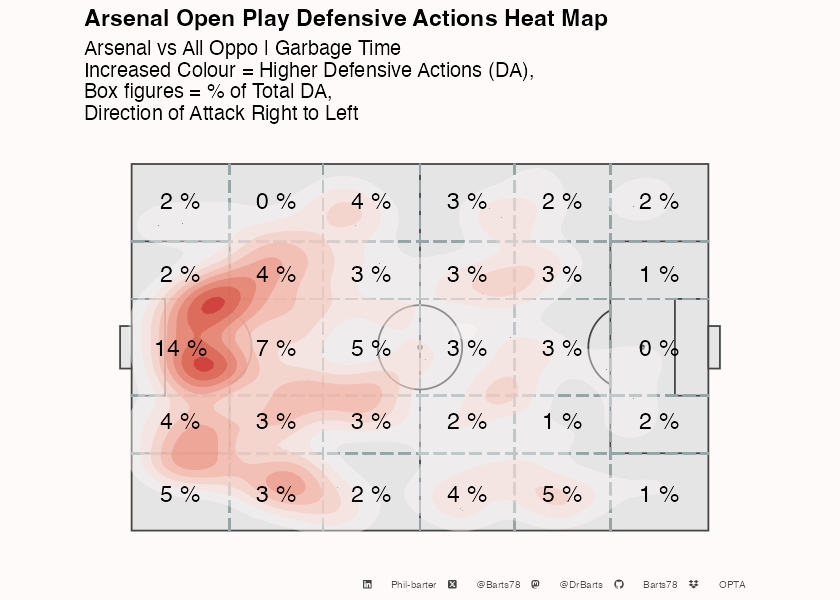 Arsenal Open Play Defensive Actions Heat Map
Arsenal vs All Oppo | Garbage Time
Increased Colour = Higher Defensive Actions (DA),
Box figures = % of Total DA,
Direction of Attack Right to Left
2 % 0 % 4 % 3 % 2 % 2 %
2 % 4 % 3 % 3 % 3 % 1 %
14 % 7 % 5 % 3 % 3 % 0 %
4 % 3 % 3 % 2 % 1 % 2 %
5 % 3 % 2 % 4 % 5 % 1 %
Phil-barter @Barts78 @DrBarts Barts78 OPTA